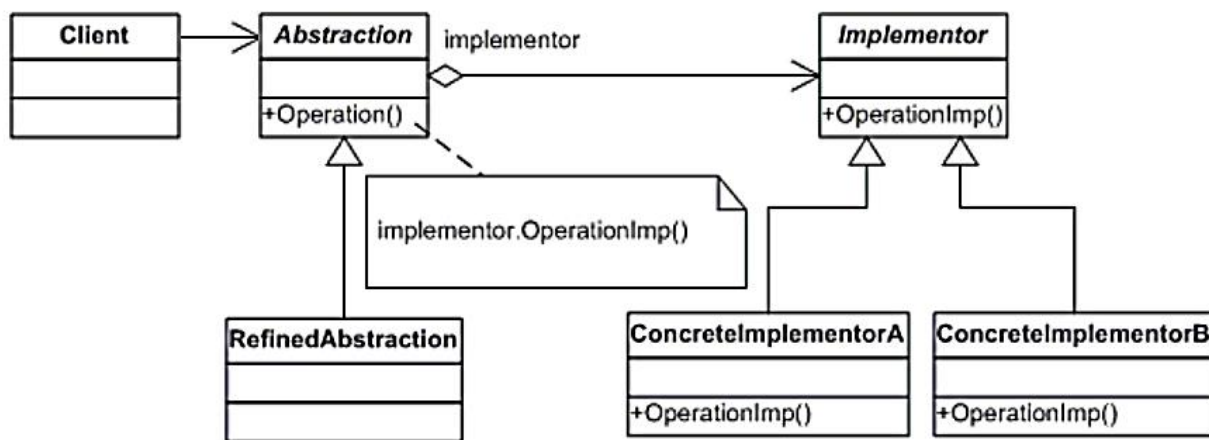 Client
Abstraction
implementor
Implementor
+Operation()
+OperationImp()
implementor.OperationImp()
RefinedAbstraction
ConcreteImplementorA
ConcreteImplementorB
+OperationImp()
+OperationImp()